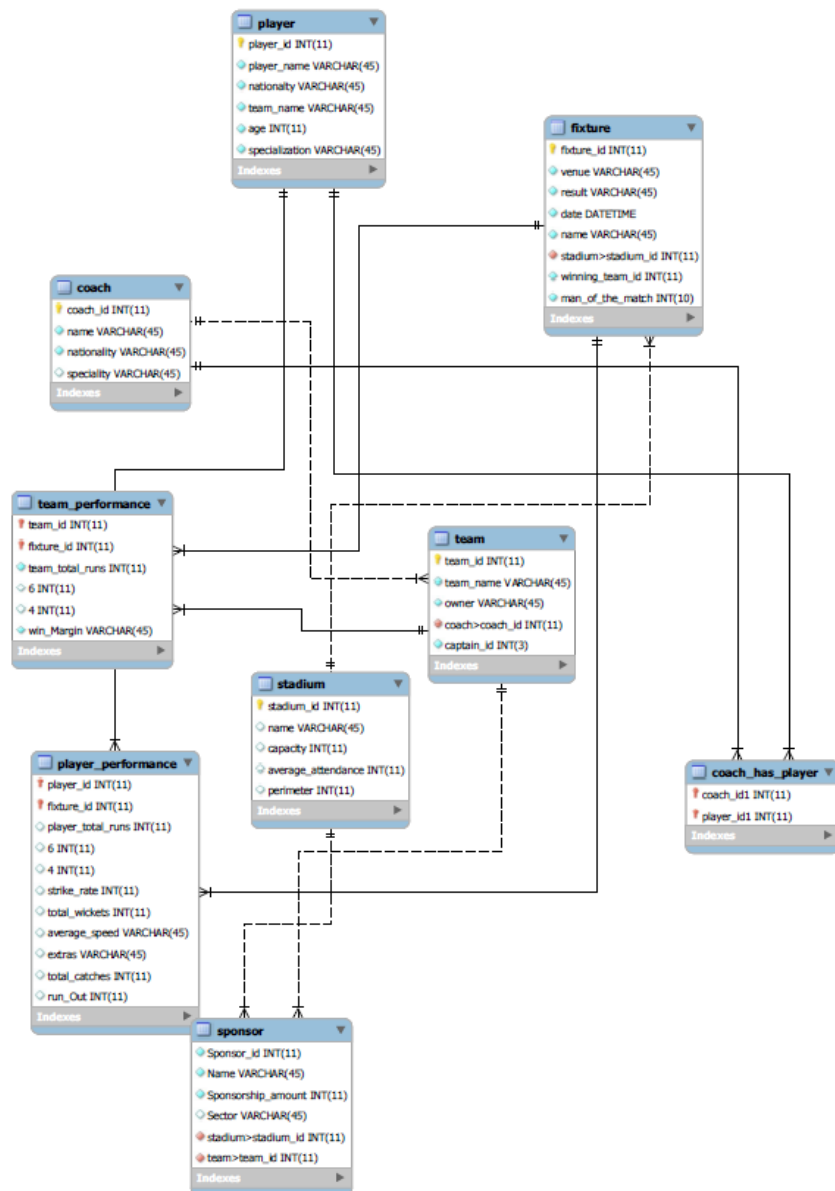 player
player_id INT(11)
player_name VARCHAR(45)
nationalty VARCHAR(45)
team_name VARCHAR(45)
age INT(11)
specialization VARCHAR(45)
Indexes
fixture
fixture_id INT(11)
venue VARCHAR(45)
result VARCHAR(45)
date DATETIME
name VARCHAR(45)
stadium>stadium_id INT(11)
winning_team_id INT(11)
man_of_the_match INT(10)
Indexes
coach
coach_id INT(11)
name VARCHAR(45)
nationality VARCHAR(45)
speciality VARCHAR(45)
Indexes
team_performance
team_id INT(11)
fixture_id INT(11)
team_total_runs INT(11)
6 INT(11)
4 INT(11)
win_Margin VARCHAR(45)
Indexes
team
team_id INT(11)
team_name VARCHAR(45)
owner VARCHAR(45)
coach>coach_id INT(11)
captain_id INT(3)
Indexes
stadium
stadium_id INT(11)
name VARCHAR(45)
capacity INT(11)
average_attendance INT(11)
perimeter INT(11)
Indexes
player_performance
player_id INT(11)
fixture_id INT(11)
player_total_runs INT(11)
6 INT(11)
4 INT(11)
strike_rate INT(11)
total_wickets INT(11)
average_speed VARCHAR(45)
extras VARCHAR(45)
total_catches INT(11)
run_Out INT(11)
Indexes
coach_has_player
coach_id1 INT(11)
player_id1 INT(11)
Indexes
sponsor
Sponsor_id INT(11)
Name VARCHAR(45)
Sponsorship_amount INT(11)
Sector VARCHAR(45)
stadium>stadium_id INT(11)
team>team_id INT(11)
Indexes